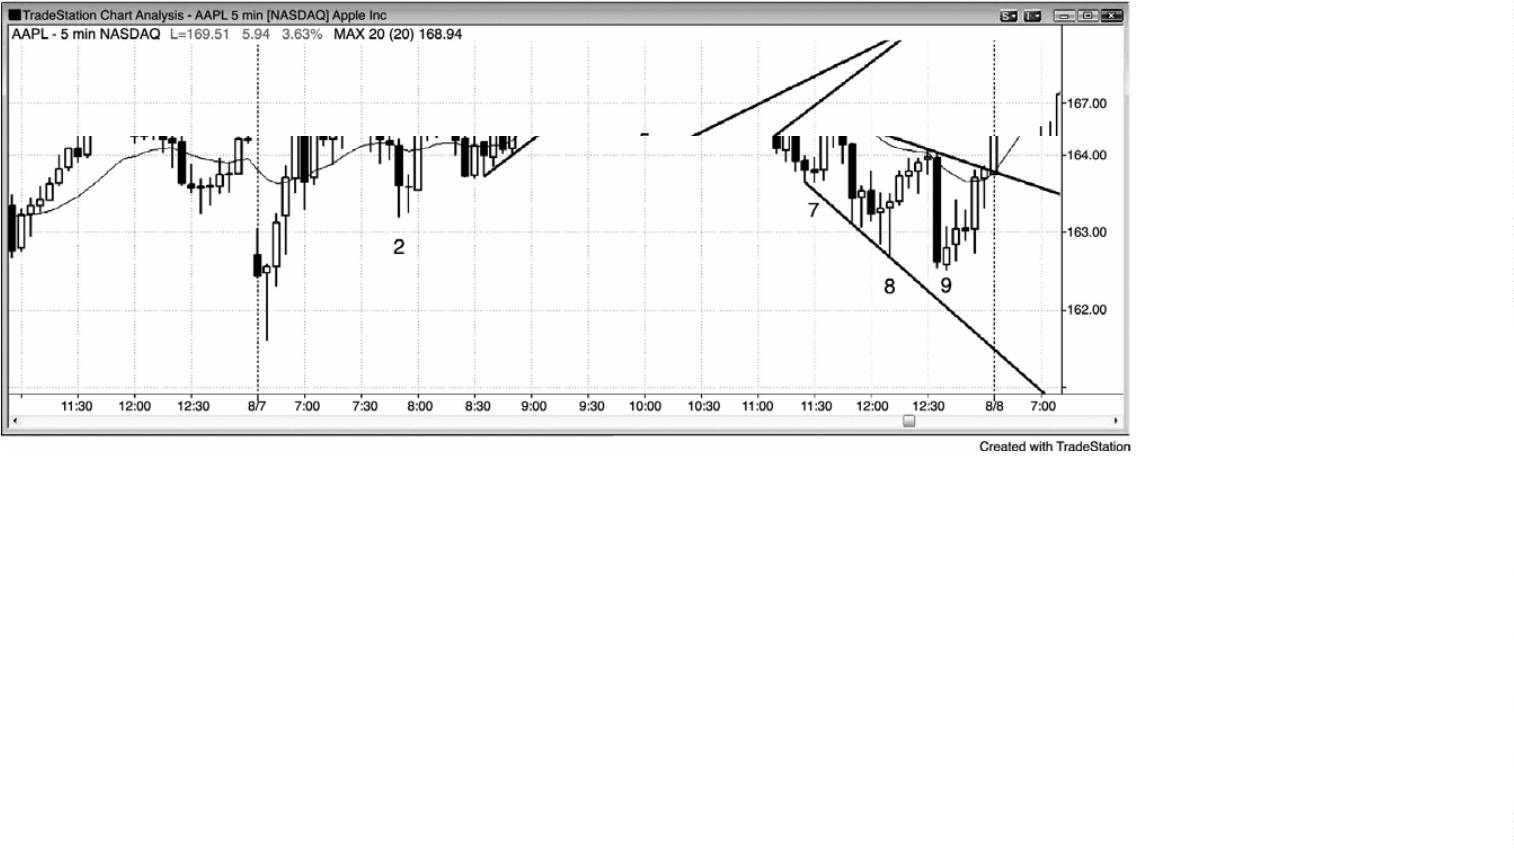 TradeStation Chart Analysis - AAPL 5 min [NASDAQ] Apple Inc
AAPL - 5 min NASDAQ L=169.51 5.94 3.63% MAX 20 (20) 168.94
167.00
164.00
2
7
163.00
8
9
162.00
11:30 12:00 12:30 8/7 7:00 7:30 8:00 8:30 9:00 9:30 10:00 10:30 11:00 11:30 12:00 12:30 8/8 7:00
Created with TradeStation